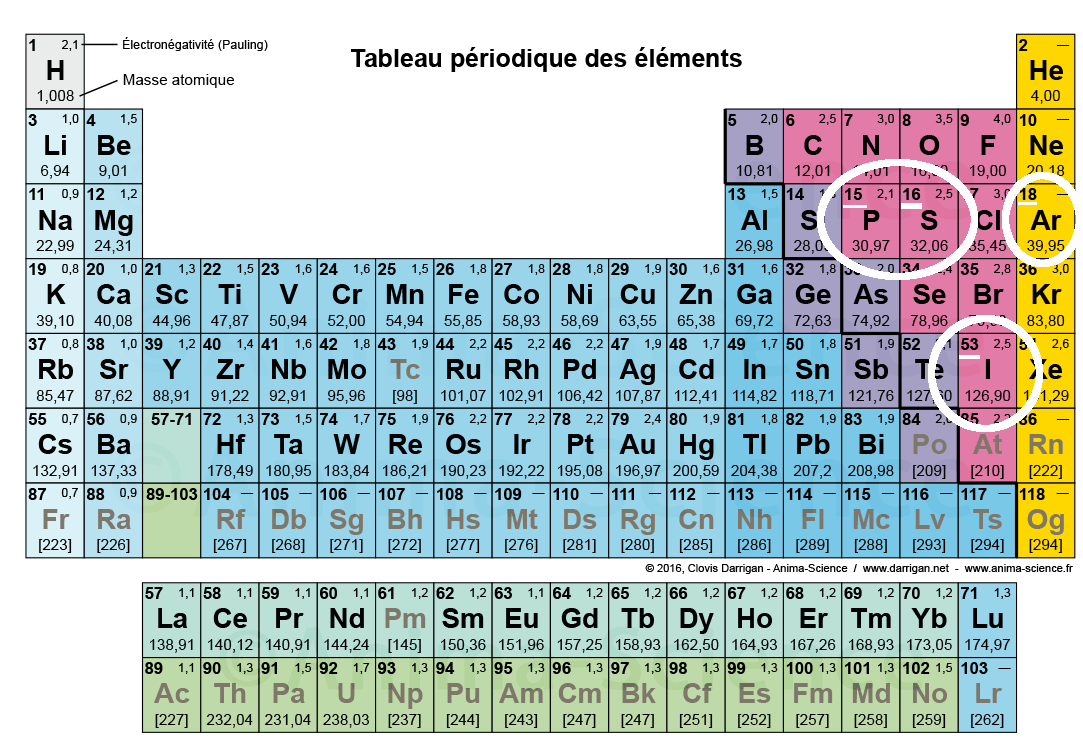 1 2,1 Électronégativité (Pauling) 2 —
H Tableau périodique des éléments He
Masse atomique
1,008 4,00
3 1,0 4 1,5 5 2,0 6 2,5 7 3,0 8 3,5 9 4,0 10 —
Li Be B C N O F Ne
6,94 9,01 10,81 12,01 19,00 20,18
11 0,9 12 1,2 13 1,5 14 15 2,1 16 2,5 18 —
Na Mg Al P S Cl Ar
22,99 24,31 26,98 30,97 32,06 35,45 39,95
19 0,8 20 1,0 21 1,3 22 1,5 23 1,6 24 1,6 25 1,5 26 1,8 27 1,8 28 1,8 29 1,9 30 1,6 31 1,6 32 1,8 33 2,0 34 2,4 35 2,8 36 3,0
K Ca Sc Ti V Cr Mn Fe Co Ni Cu Zn Ga Ge As Se Br Kr
39,10 40,08 44,96 47,87 50,94 52,00 54,94 55,85 58,93 58,69 63,55 65,38 69,72 72,63 74,92 78,96 83,80
37 0,8 38 1,0 39 1,2 40 1,4 41 1,6 42 1,8 43 1,9 44 2,2 45 2,2 46 2,2 47 1,9 48 1,7 49 1,7 50 1,8 51 1,9 52 53 2,5 2,6
Rb Sr Y Zr Nb Mo Tc Ru Rh Pd Ag Cd In Sn Sb Te I Xe
85,47 87,62 88,91 91,22 92,91 95,96 [98] 101,07 102,91 106,42 107,87 112,41 114,82 118,71 121,76 127,60 126,90
55 0,7 56 0,9 57-71 72 1,3 73 1,5 74 1,7 75 1,9 76 2,2 77 2,2 78 2,2 79 2,4 80 1,9 81 1,8 82 1,8 83 1,9 84 85 86 —
Cs Ba Hf Ta W Re Os Ir Pt Au Hg Tl Pb Bi Po At Rn
132,91 137,33 178,49 180,95 183,84 186,21 190,23 192,22 195,08 196,97 200,59 204,38 207,2 208,98 [209] [210] [222]
87 0,7 88 0,9 89-103 104 — 105 — 106 — 107 — 108 — 109 — 110 — 111 — 112 — 113 — 114 — 115 — 116 — 117 — 118 —
Fr Ra Rf Db Sg Bh Hs Mt Ds Rg Cn Nh Fl Mc Lv Ts Og
[223] [226] [267] [268] [271] [272] [277] [276] [281] [280] [285] [286] [289] [288] [293] [294] [294]
© 2016, Clovis Darrigan - Anima-Science / www.darrigan.net - www.anima-science.fr
57 1,1 58 1,1 59 1,1 60 1,1 61 1,2 62 1,2 63 1,1 64 1,2 65 1,2 66 1,2 67 1,2 68 1,2 69 1,2 70 1,2 71 1,3
La Ce Pr Nd Pm Sm Eu Gd Tb Dy Ho Er Tm Yb Lu
138,91 140,12 140,91 144,24 [145] 150,36 151,96 157,25 158,93 162,50 164,93 167,26 168,93 173,05 174,97
89 1,1 90 1,3 91 1,5 92 1,7 93 1,3 94 1,3 95 1,3 96 1,3 97 1,3 98 1,3 99 1,3 100 1,3 101 1,3 102 1,5 103 —
Ac Th Pa U Np Pu Am Cm Bk Cf Es Fm Md No Lr
[227] 232,04 231,04 238,03 [237] [244] [243] [247] [247] [251] [252] [257] [258] [259] [262]